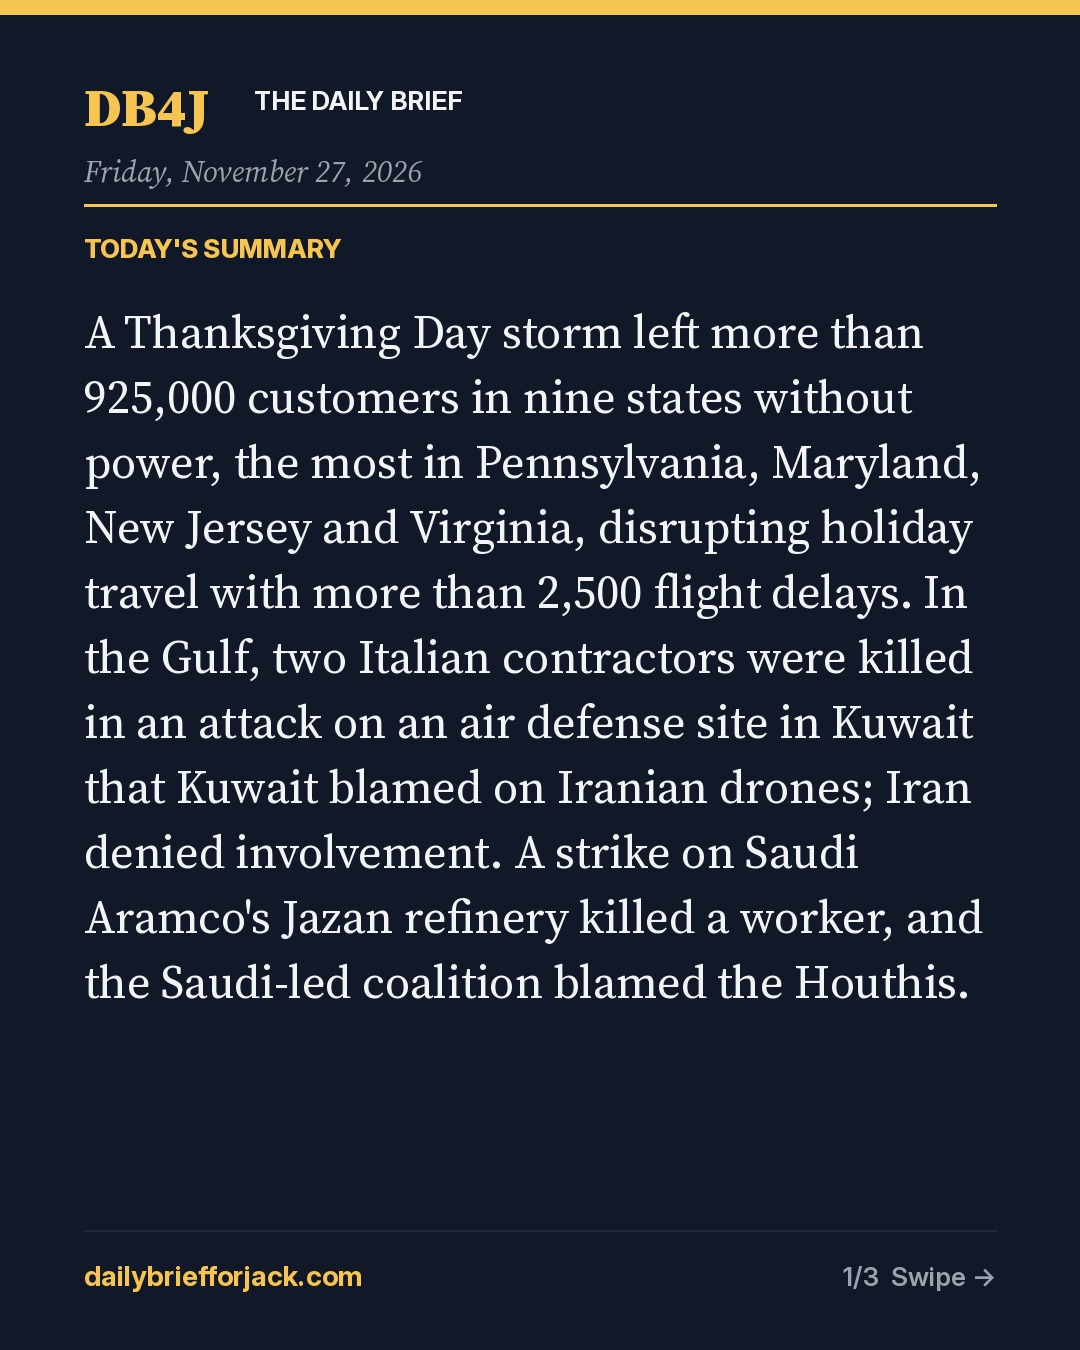 DB4J THE DAILY BRIEF
Friday, November 27, 2026
TODAY'S SUMMARY
A Thanksgiving Day storm left more than
925,000 customers in nine states without
power, the most in Pennsylvania, Maryland,
New Jersey and Virginia, disrupting holiday
travel with more than 2,500 flight delays. In
the Gulf, two Italian contractors were killed
in an attack on an air defense site in Kuwait
that Kuwait blamed on Iranian drones; Iran
denied involvement. A strike on Saudi
Aramco's Jazan refinery killed a worker, and
the Saudi-led coalition blamed the Houthis.
dailybriefforjack.com 1/3 Swipe →